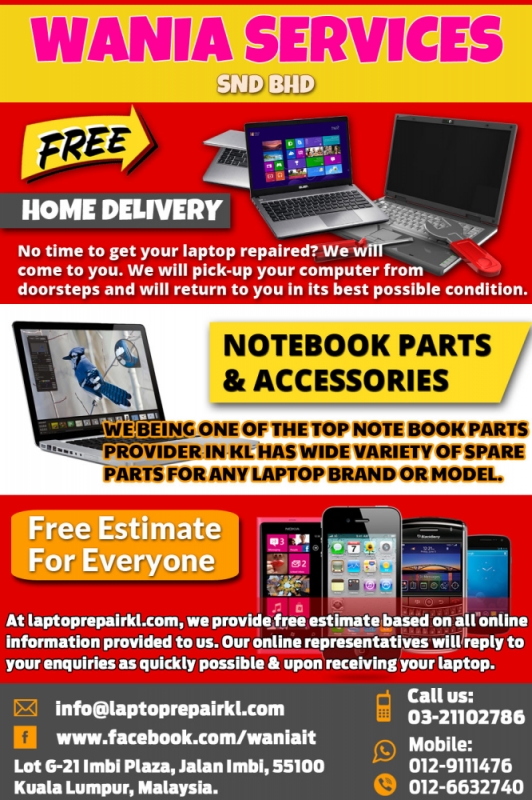 WANIA SERVICES
SND BHD
FREE
HOME DELIVERY
No time to get your laptop repaired? We will
come to you. We will pick-up your computer from
doorsteps and will return to you in its best possible condition.
NOTEBOOK PARTS
& ACCESSORIES
WE BEING ONE OF THE TOP NOTE BOOK PARTS
PROVIDER IN KL HAS WIDE VARIETY OF SPARE
PARTS FOR ANY LAPTOP BRAND OR MODEL.
Free Estimate
For Everyone
At laptoprepairkl.com, we provide free estimate based on all online
information provided to us. Our online representatives will reply to
your enquiries as quickly possible & upon receiving your laptop.
info@laptoprepairkl.com
www.facebook.com/waniait
Lot G-21 Imbi Plaza, Jalan Imbi, 55100
Kuala Lumpur, Malaysia.
Call us:
03-21102786
Mobile:
012-9111476
012-6632740